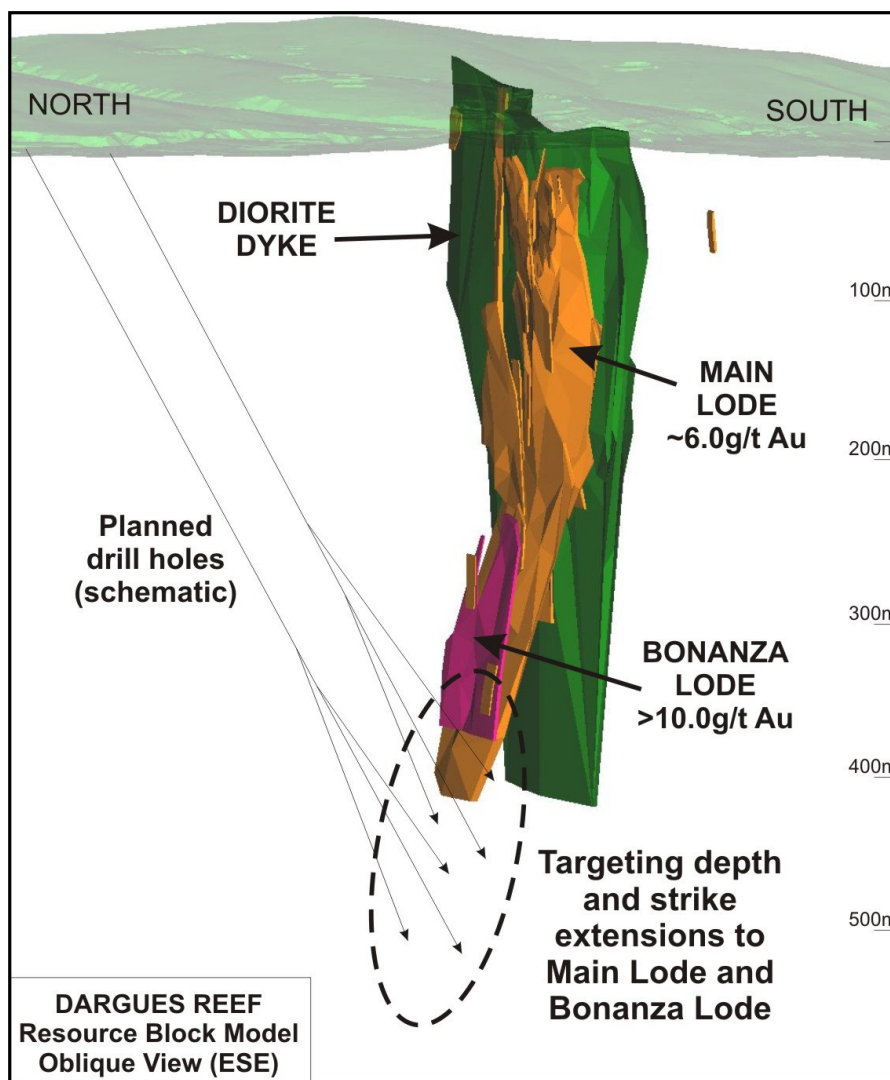 NORTH
SOUTH
DIORITE
DYKE
100m
MAIN
LODE
~6.0g/t Au
200m
Planned
drill holes
(schematic)
300m
BONANZA
LODE
>10.0g/t Au
400m
Targeting depth
and strike
extensions to
Main Lode and
Bonanza Lode
500m
DARGUES REEF
Resource Block Model
Oblique View (ESE)